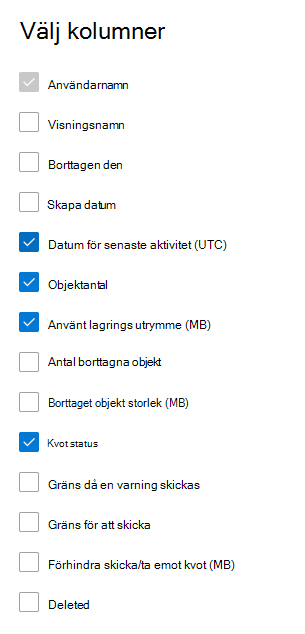 Välj kolumner
Användarnamn
Visningsnamn
Borttagen den
Skapa datum
Datum för senaste aktivitet (UTC)
Objektantal
Använt lagrings utrymme (MB)
Antal borttagna objekt
Borttaget objekt storlek (MB)
Kvot status
Gräns då en varning skickas
Gräns för att skicka
Förhindra skicka/ta emot kvot (MB)
Deleted